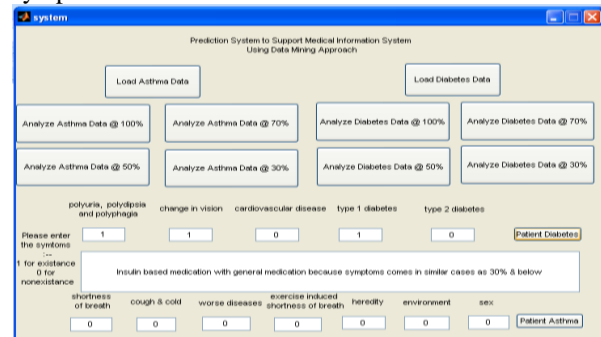 system
Prediction System to Support Medical Information System
Using Data Mining Approach
Load Asthma Data
Load Diabetes Data
Analyze Asthma Data @ 100%
Analyze Asthma Data @ 70%
Analyze Diabetes Data @ 100%
Analyze Diabetes Data @ 70%
Analyze Asthma Data @ 50%
Analyze Asthma Data @ 30%
Analyze Diabetes Data @ 50%
Analyze Diabetes Data @ 30%
polyuria, polydipsia
and polyphagia
change in vision
cardiovascular disease
type 1 diabetes
type 2 diabetes
Please enter
the symtoms
:--
1 for existance
0 for
nonexistance
1
1
0
1
0
Patient Diabetes
Insulin based medication with general medication because symptoms comes in similar cases as 30% & below
shortness
of breath
cough & cold
worse diseases
exercise induced
shortness of breath
heredity
environment
sex
0
0
0
0
0
0
0
Patient Asthma